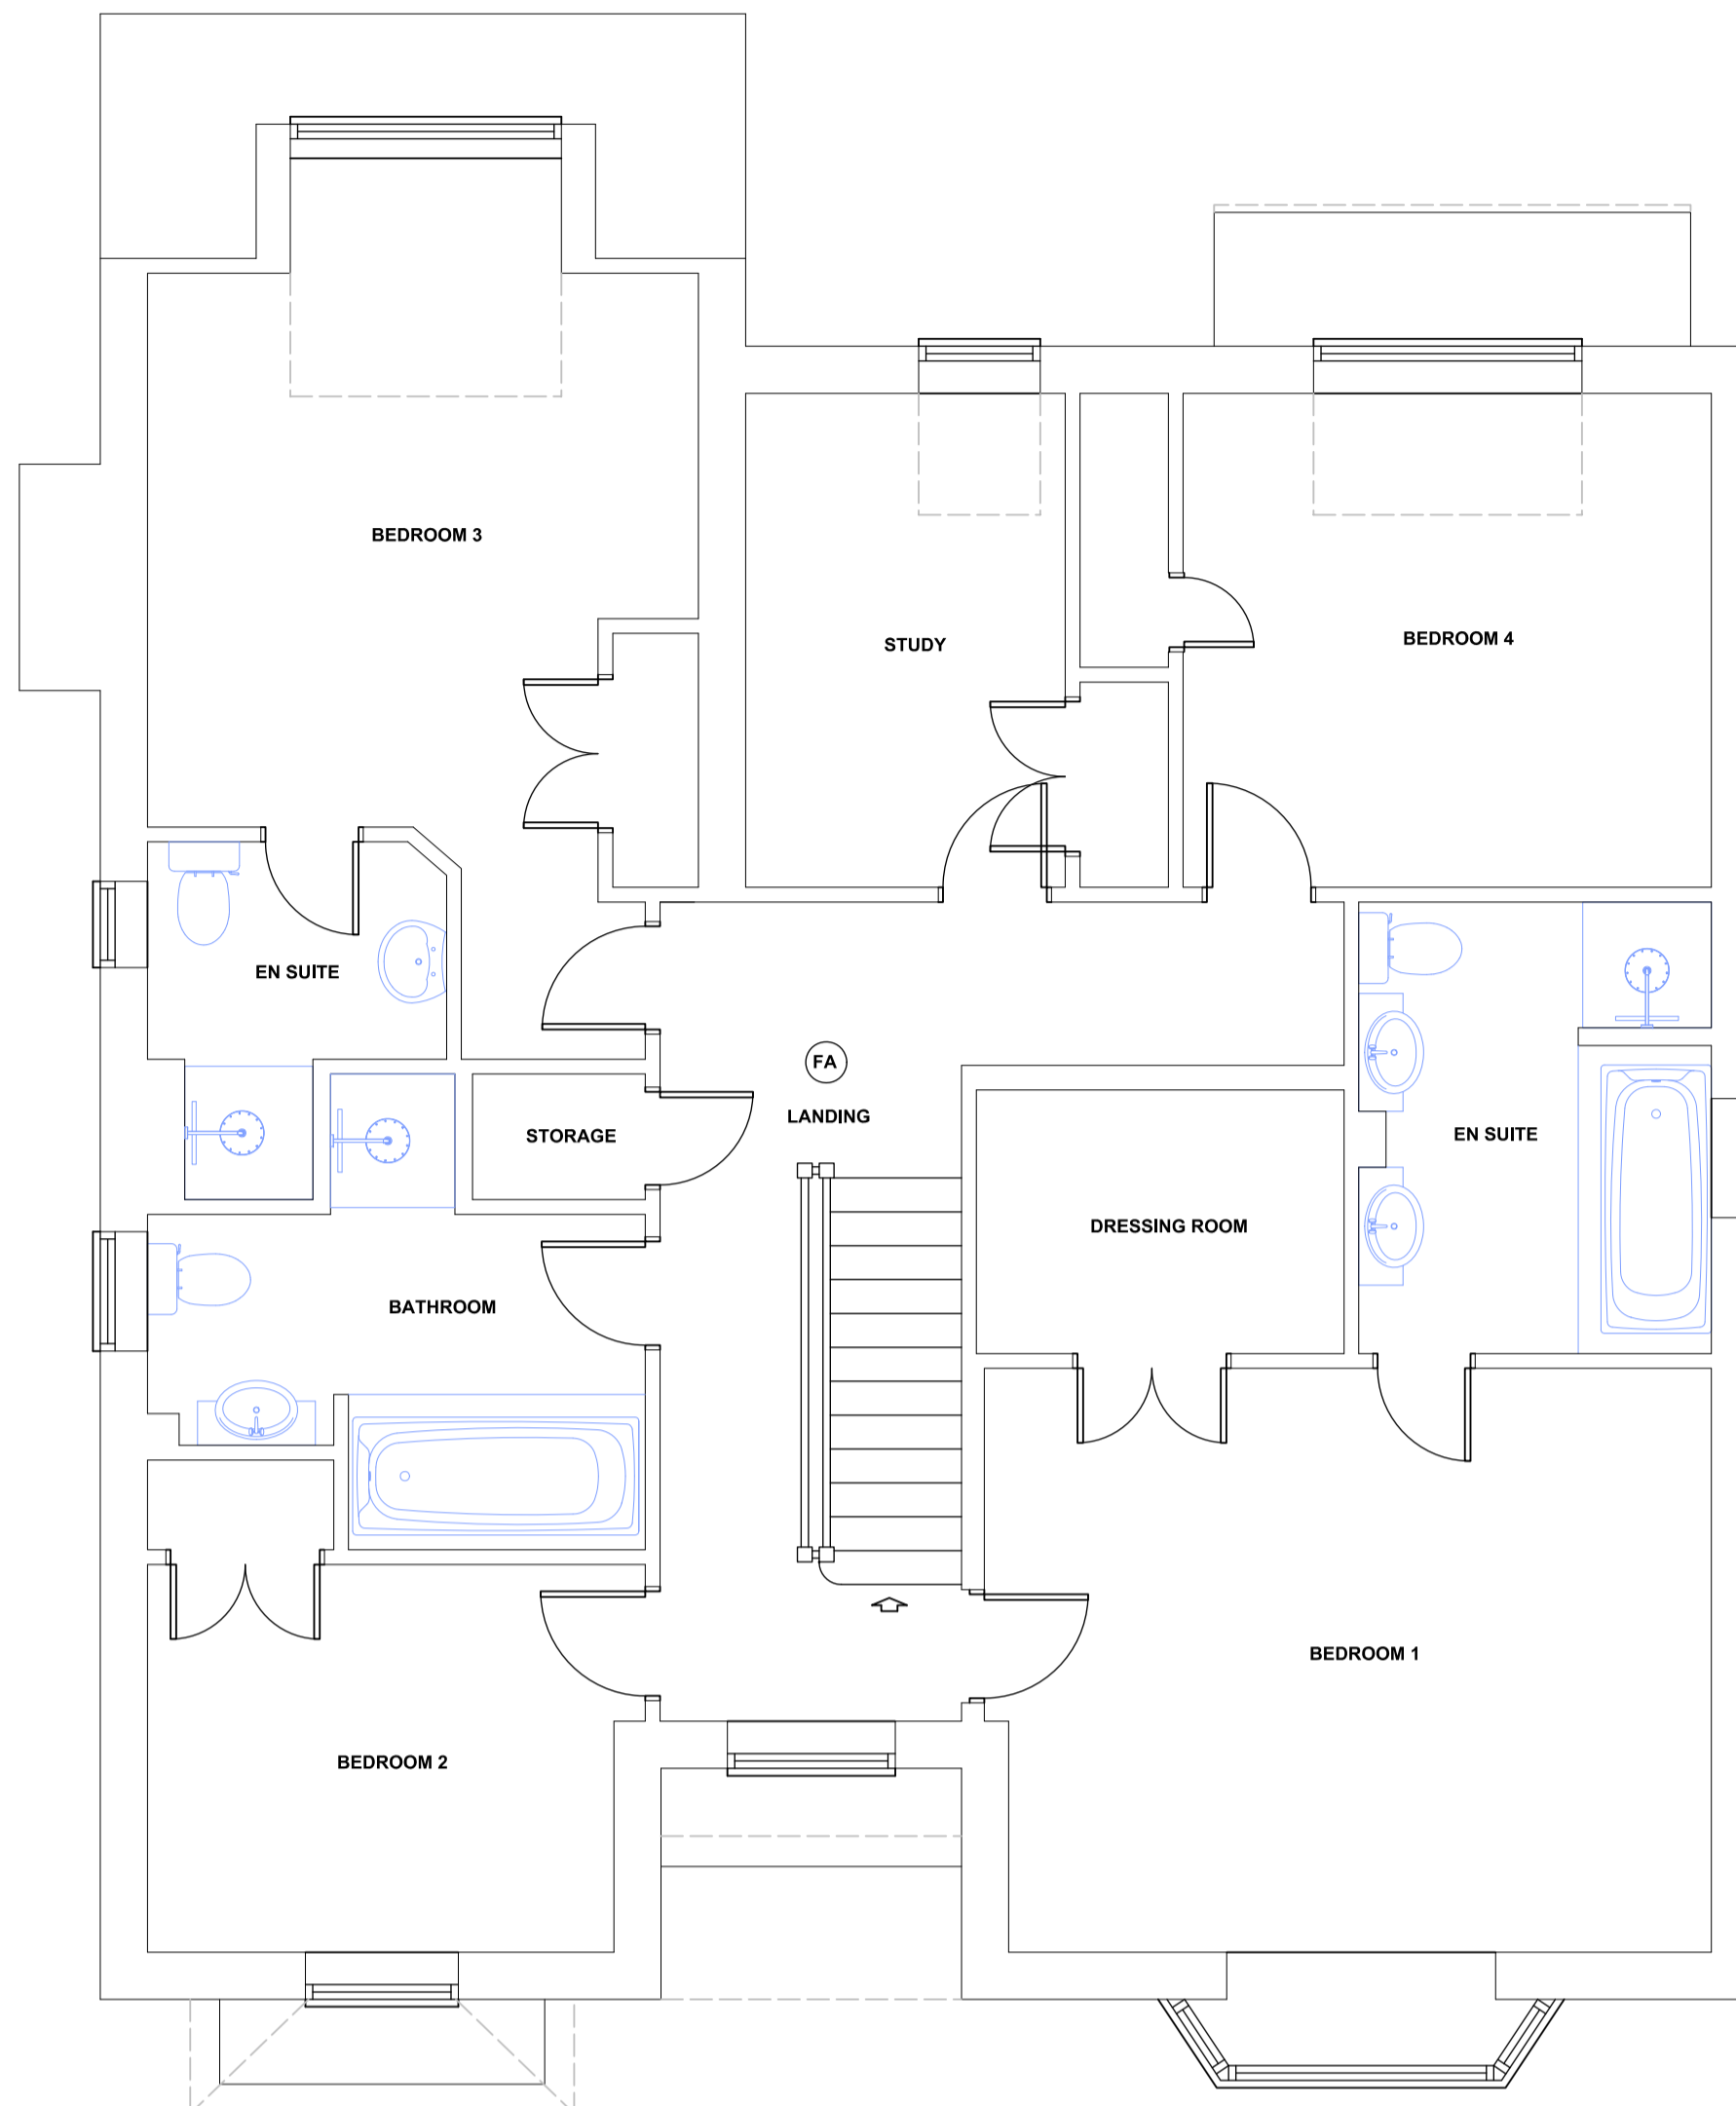 BEDROOM 3
STUDY
BEDROOM 4
EN SUITE
FA
LANDING
STORAGE
EN SUITE
DRESSING ROOM
BATHROOM
BEDROOM 1
BEDROOM 2